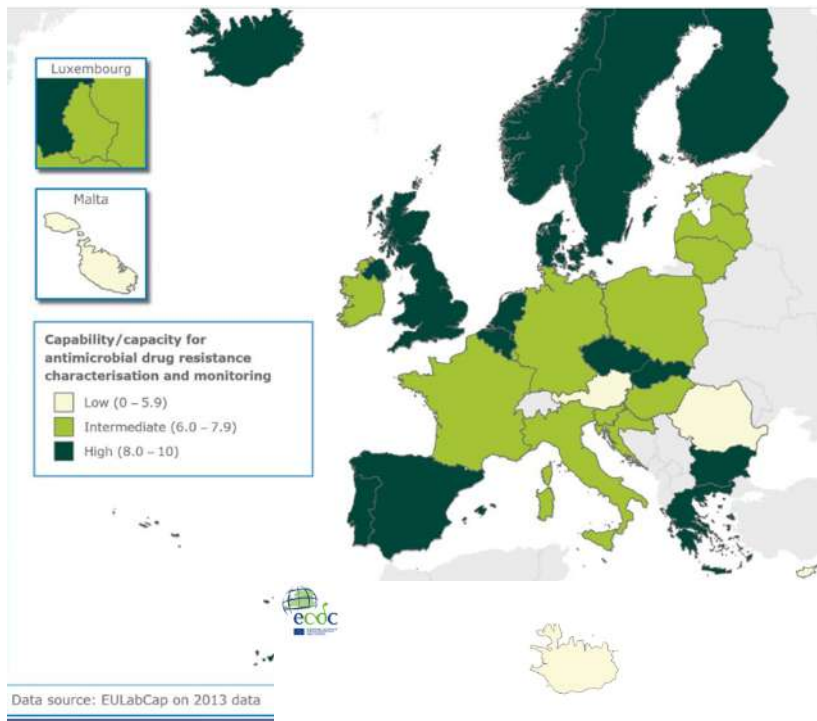 Luxembourg
Malta
Capability/capacity for
antimicrobial drug resistance
characterisation and monitoring
Low (0 – 5.9)
Intermediate (6.0 – 7.9)
High (8.0 – 10)
ecdc
Data source: EULabCap on 2013 data